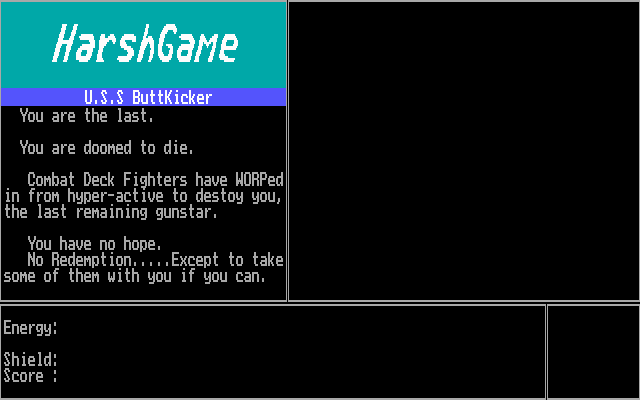 HarshGame
U.S.S ButtKicker
You are the last.
You are doomed to die.
Combat Deck Fighters have WORPed
in from hyper-active to destoy you,
the last remaining gunstar.
You have no hope.
No Redemption.....Except to take
some of them with you if you can.
Energy:
Shield:
Score :